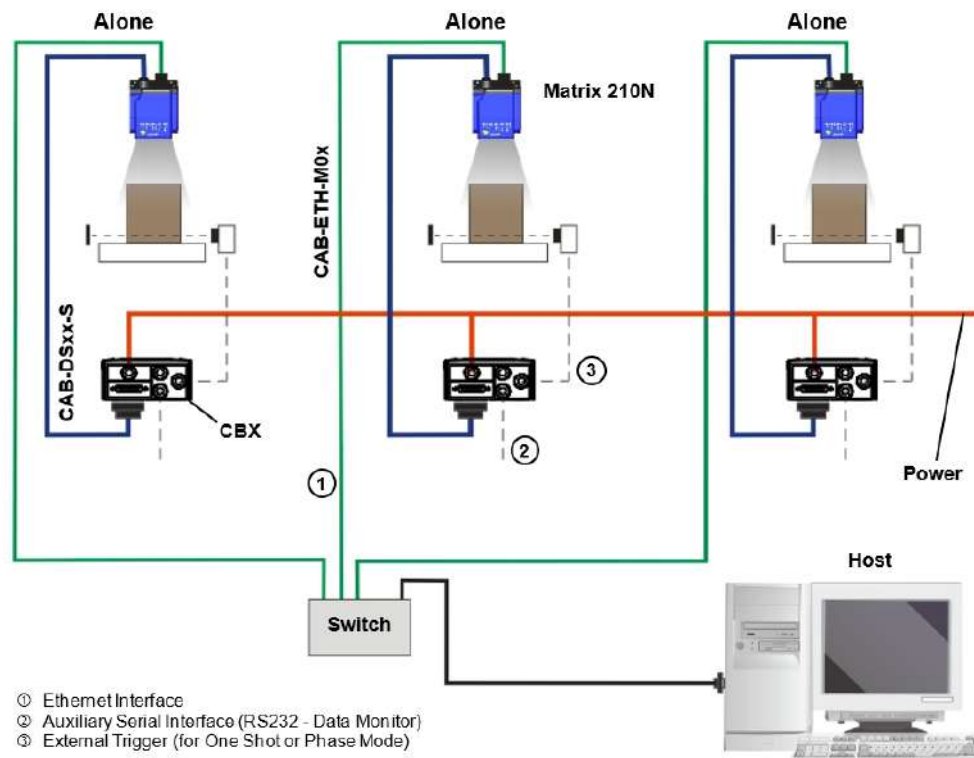 Alone
Alone
Alone
Matrix 210N
CAB-ETH-M0x
CAB-DSxx-S
③
CBX
②
①
Power
Host
Switch
① Ethernet Interface
② Auxiliary Serial Interface (RS232 - Data Monitor)
③ External Trigger (for One Shot or Phase Mode)